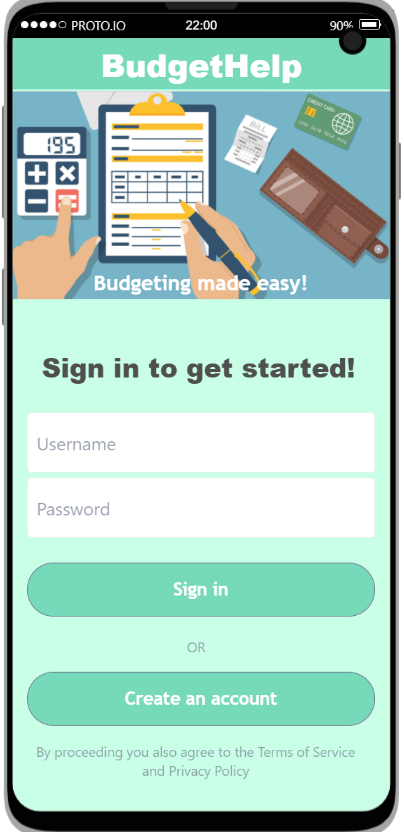 PROTO.IO 22:00 90%
BudgetHelp
195
BILL
CREDIT CARD
Budgeting made easy!
Sign in to get started!
Username
Password
Sign in
OR
Create an account
By proceeding you also agree to the Terms of Service
and Privacy Policy